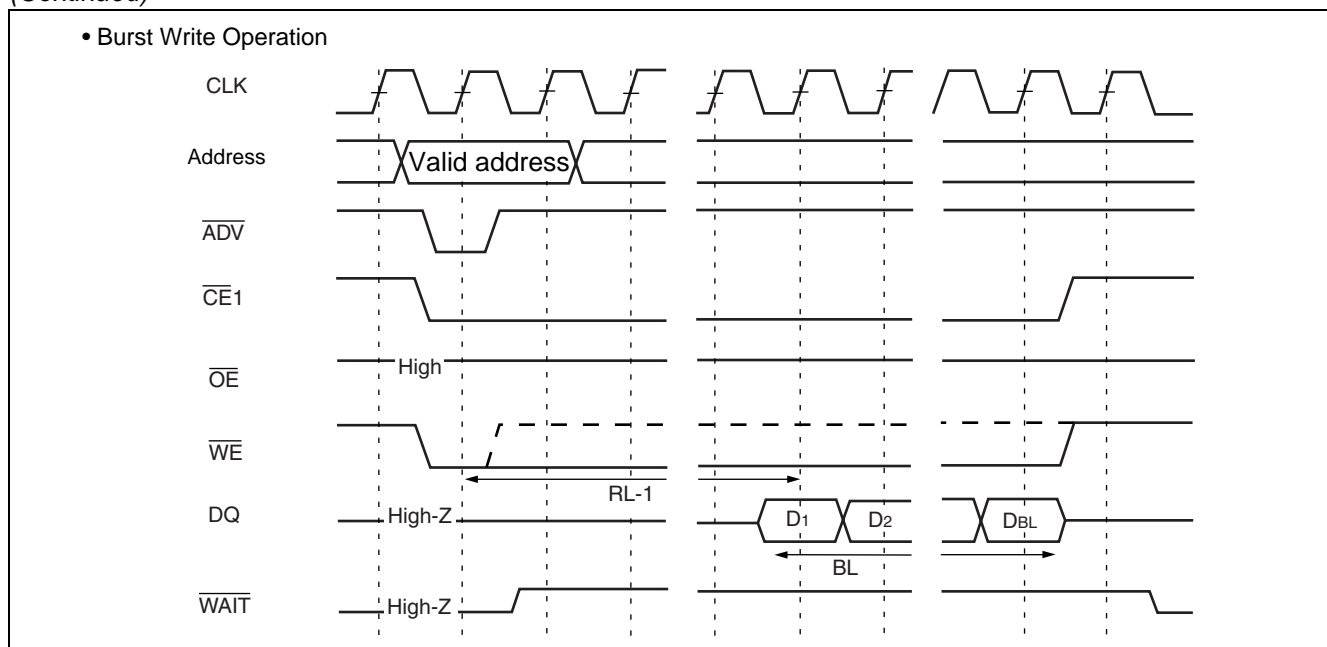 • Burst Write Operation
CLK
Address
Valid address
ADV
CE1
OE
High
WE
RL-1
DQ
High-Z
D1
D2
DBL
BL
WAIT
High-Z